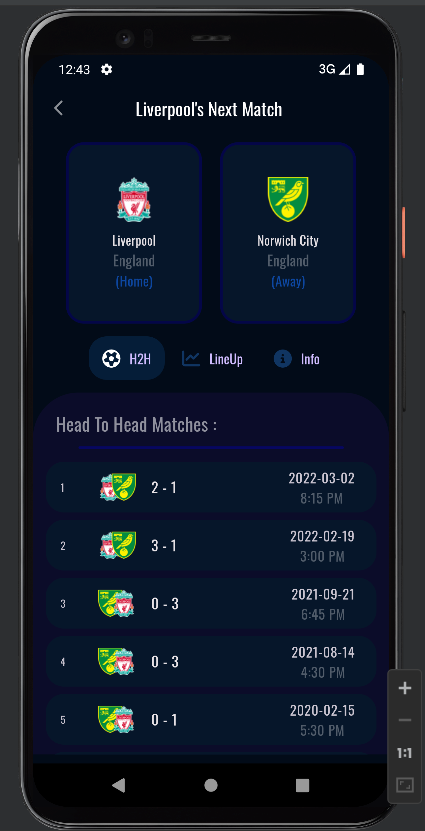 12:43
3G
Liverpool's Next Match
Liverpool
England
(Home)
Norwich City
England
(Away)
H2H
LineUp
Info
Head To Head Matches :
1
2 - 1
2022-03-02
8:15 PM
2
3 - 1
2022-02-19
3:00 PM
3
0 - 3
2021-09-21
6:45 PM
4
0 - 3
2021-08-14
4:30 PM
5
0 - 1
2020-02-15
5:30 PM
1:1